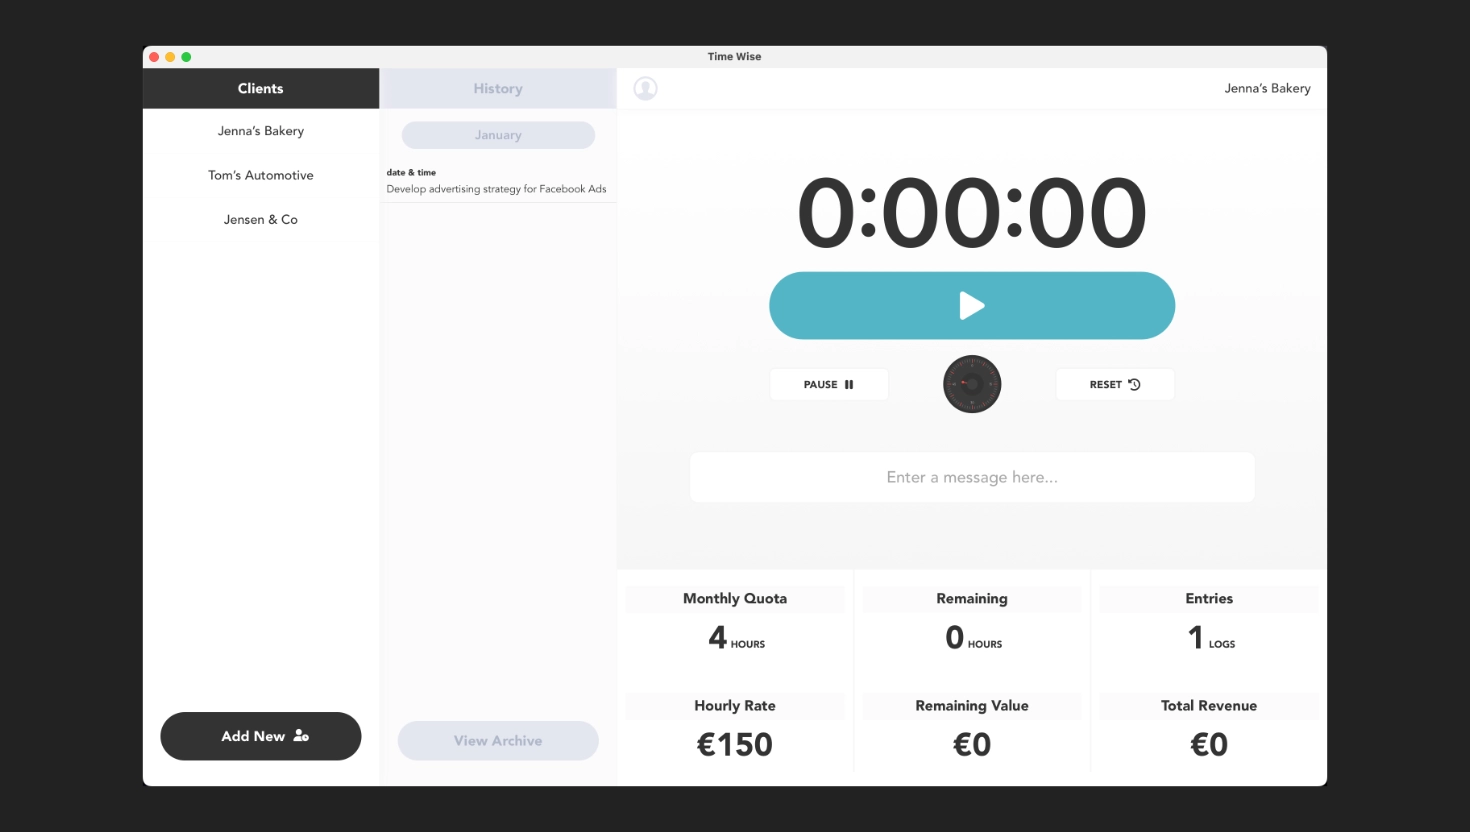 Time Wise
Clients
Jenna's Bakery
Tom's Automotive
Jensen & Co
Add New
History
January
date & time
Develop advertising strategy for Facebook Ads
View Archive
Jenna's Bakery
0:00:00
PAUSE
RESET
Enter a message here...
Monthly Quota
4 HOURS
Remaining
0 HOURS
Entries
1 LOGS
Hourly Rate
€150
Remaining Value
€0
Total Revenue
€0